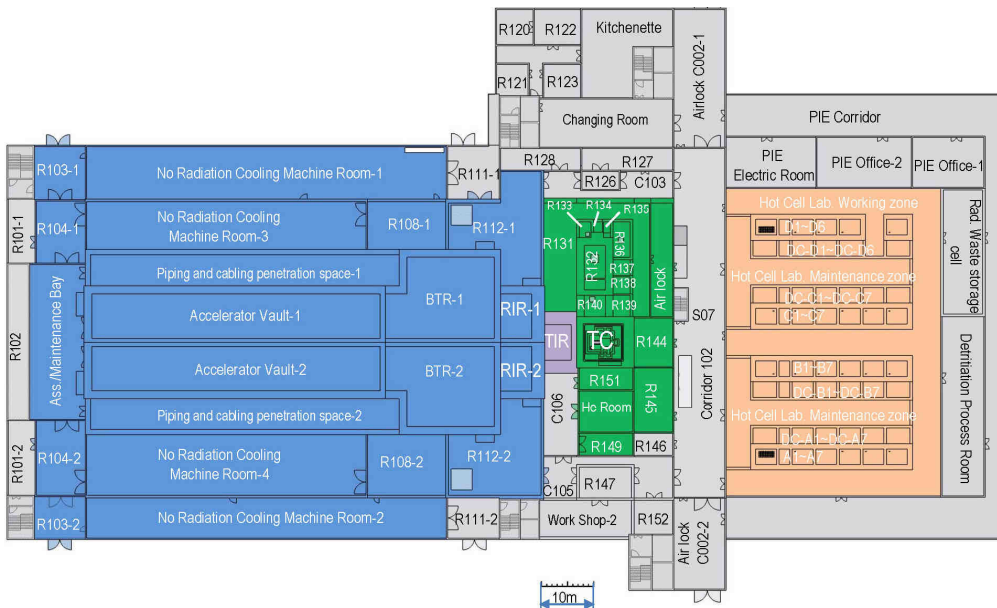 R120
R122
Kitchenette
R121
R123
Airlock C002-1
Changing Room
PIE Corridor
R128
R127
PIE
Electric Room
PIE Office-2
PIE Office-1
R103-1
No Radiation Cooling Machine Room-1
R111-1
R126
C103
R101-1
R104-1
No Radiation Cooling
Machine Room-3
R108-1
R112-1
R133
R134
R135
R131
R132
R136
R137
R138
R140
R139
Air lock
Hot Cell Lab. Working zone
D1~D6
DC-D1~DC-D6
Hot Cell Lab. Maintenance zone
DC-C1~DC-C7
C1~C7
Rad. Waste storage
cell
Piping and cabling penetration space-1
BTR-1
RIR-1
R102
Ass./Maintenance Bay
Accelerator Vault-1
S07
TIR
TC
R144
Accelerator Vault-2
BTR-2
RIR-2
C106
R151
R145
Corridor 102
B1~B7
DC-B1~DC-B7
Detritiation Process Room
Piping and cabling penetration space-2
Hc Room
Hot Cell Lab. Maintenance zone
DC-A1~DC-A7
A1~A7
R101-2
R104-2
No Radiation Cooling
Machine Room-4
R108-2
R112-2
R149
R146
C105
R147
R103-2
No Radiation Cooling Machine Room-2
R111-2
Work Shop-2
R152
Air lock
C002-2
10m